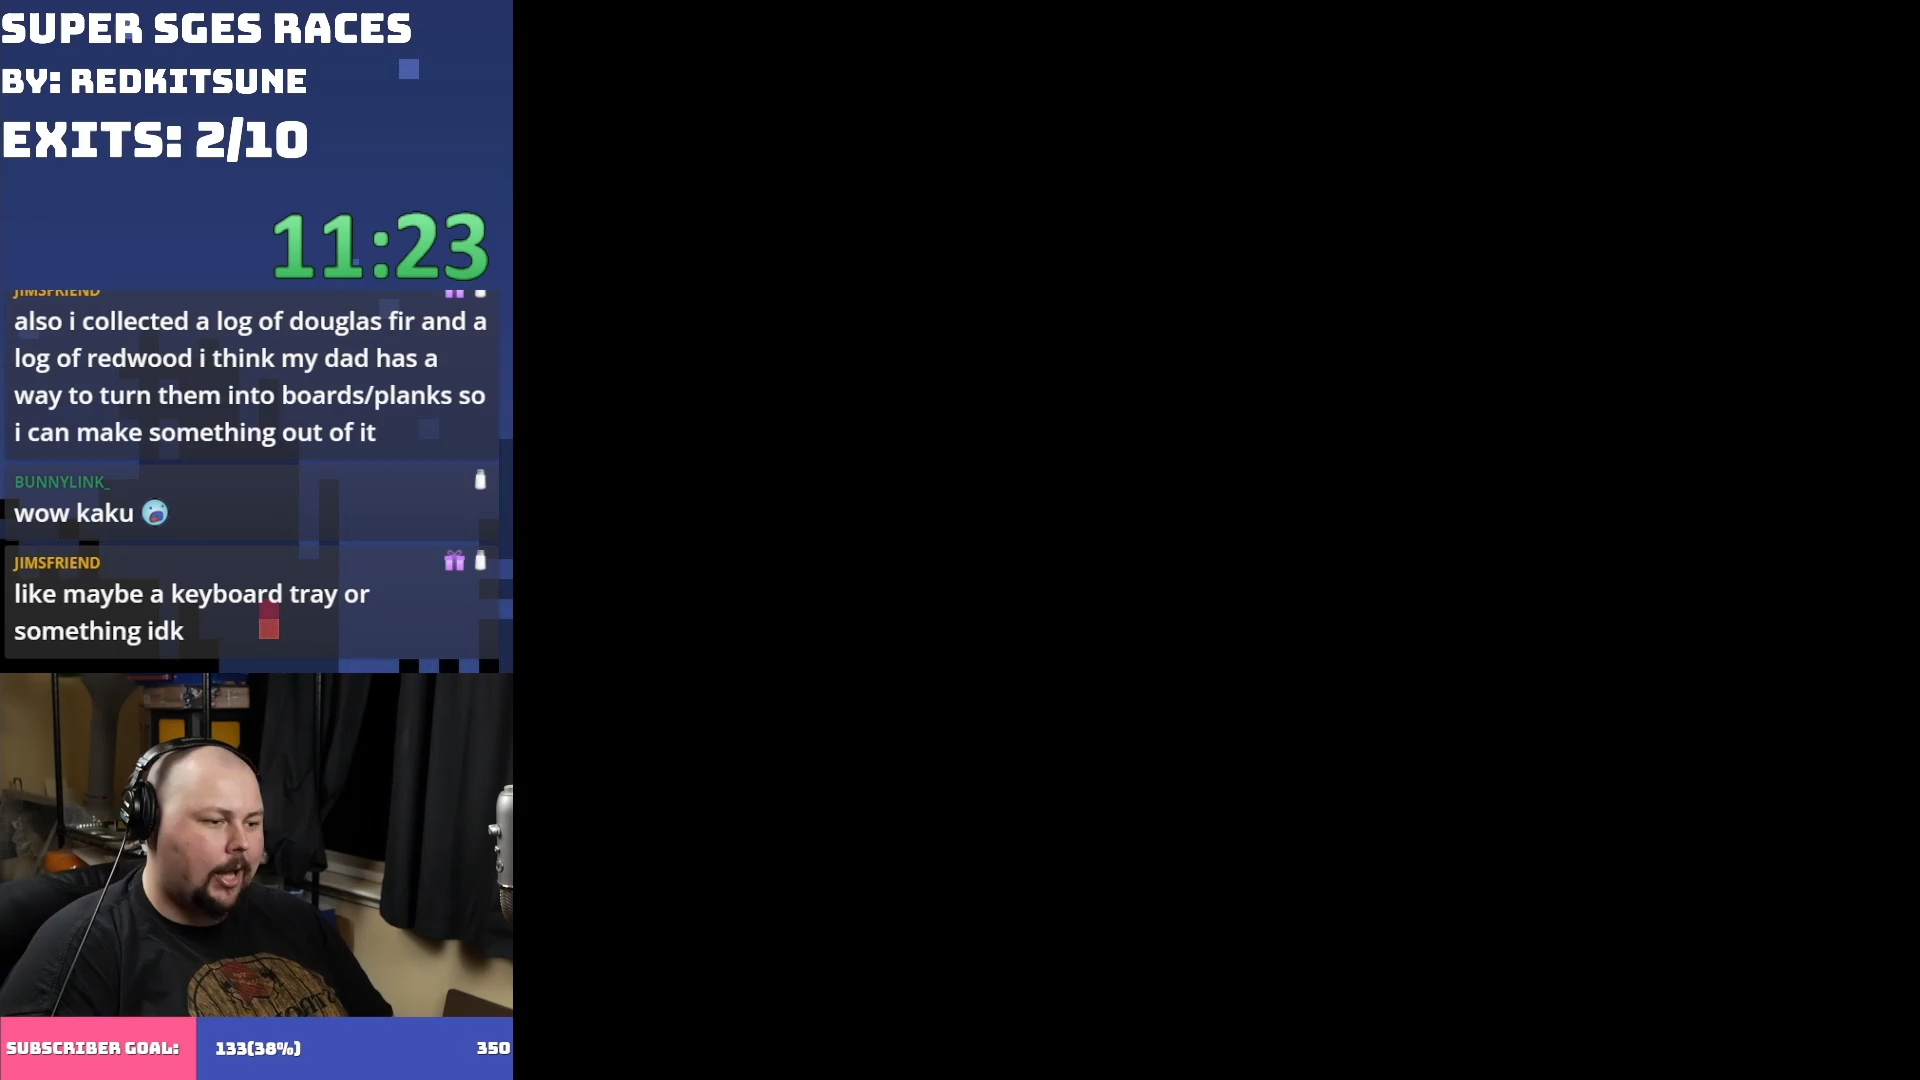 SUPER SGES RACES
BY: REDKITSUNE
EXITS: 2/10
11:23
JIMSFRIEND
also i collected a log of douglas fir and a
log of redwood i think my dad has a
way to turn them into boards/planks so
i can make something out of it
BUNNYLINK_
wow kaku
JIMSFRIEND
like maybe a keyboard tray or
something idk
SUBSCRIBER GOAL: 133(38%) 350